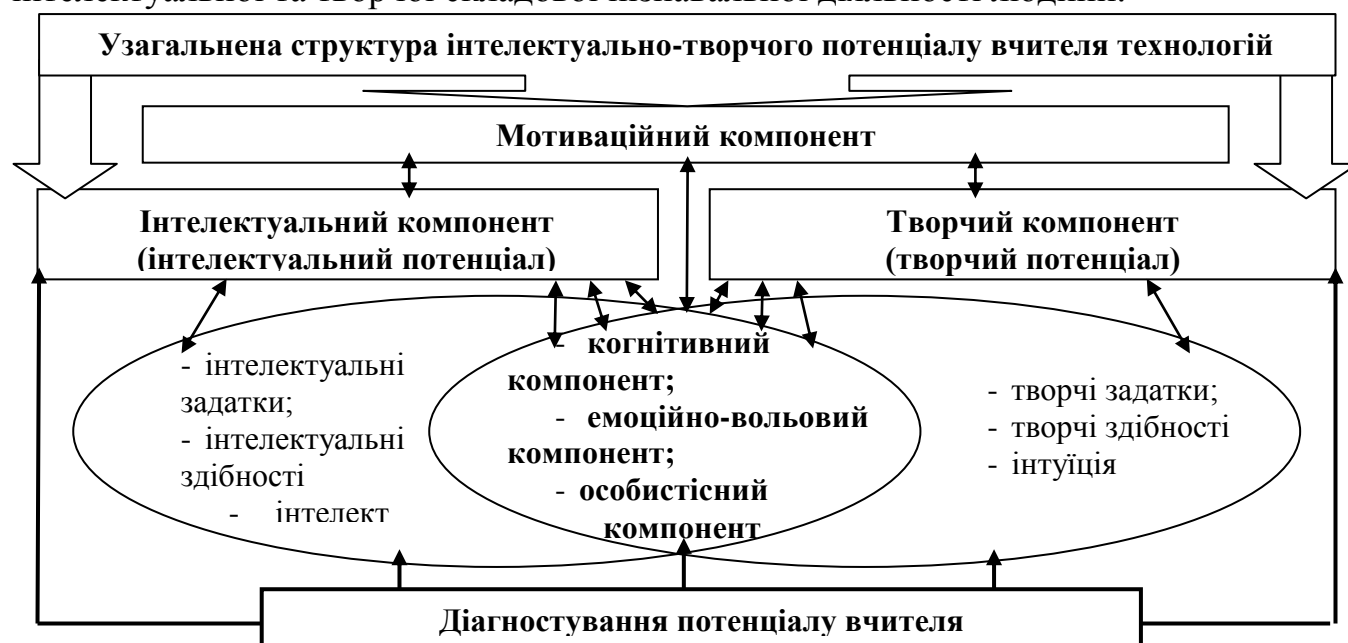 Узагальнена структура інтелектуально-творчого потенціалу вчителя технологій
Мотиваційний компонент
Інтелектуальний компонент
(інтелектуальний потенціал)
Творчий компонент
(творчий потенціал)
- інтелектуальні
задатки;
- інтелектуальні
здібності
- інтелект
- когнітивний
компонент;
- емоційно-вольовий
компонент;
- особистісний
компонент
- творчі задатки;
- творчі здібності
- інтуїція
Діагностування потенціалу вчителя